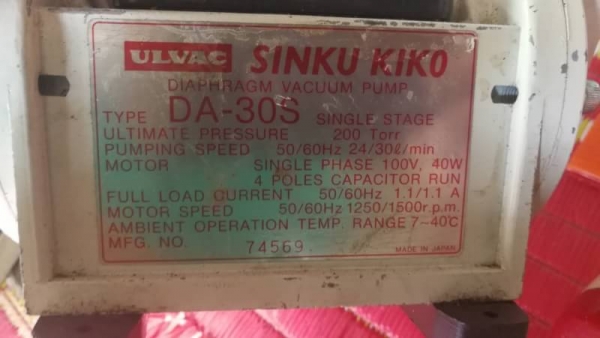 ULVAC SINKU KIKO
DIAPHRAGM VACUUM PUMP
TYPE DA-30S SINGLE STAGE
ULTIMATE PRESSURE 200 Torr
PUMPING SPEED 50/60Hz 24/30ℓ/min
MOTOR SINGLE PHASE 100V, 40W
4 POLES CAPACITOR RUN
FULL LOAD CURRENT 50/60Hz 1.1/1.1 A
MOTOR SPEED 50/60Hz 1250/1500r.p.m.
AMBIENT OPERATION TEMP. RANGE 7-40℃
MFG. NO 74569
MADE IN JAPAN